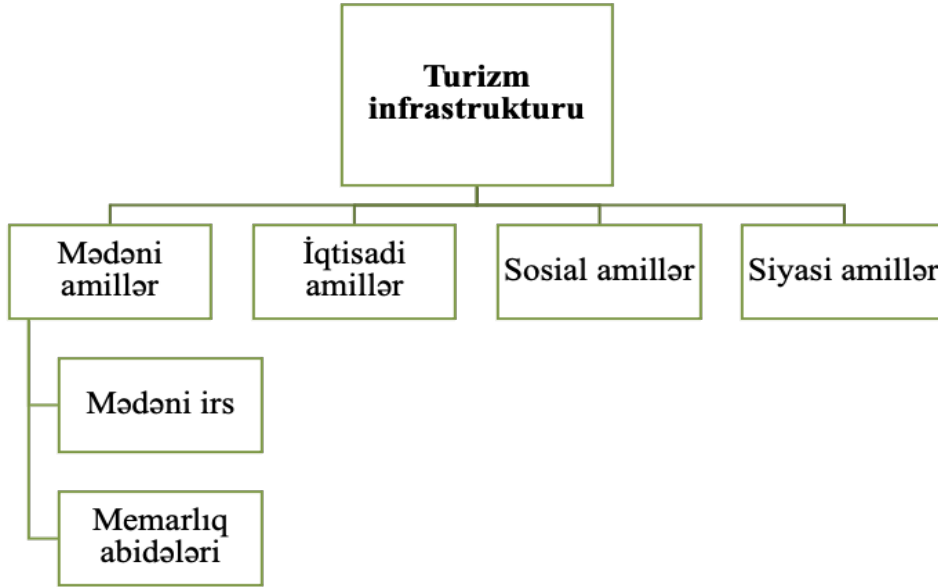 Turizm
infrastrukturu
Mədəni
amillər
İqtisadi
amillər
Sosial amillər
Siyasi amillər
Mədəni irs
Memarlıq
abidələri